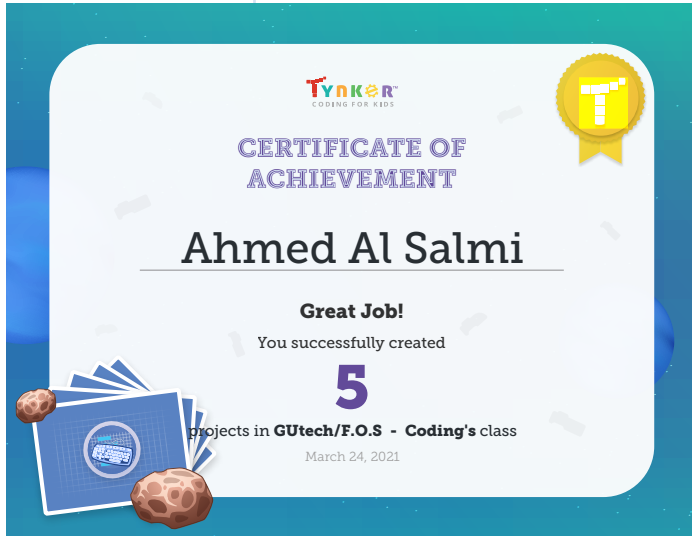 TYNKER™
CODING FOR KIDS
CERTIFICATE OF
ACHIEVEMENT
Ahmed Al Salmi
Great Job!
You successfully created
5
projects in GUtech/F.O.S - Coding's class
March 24, 2021